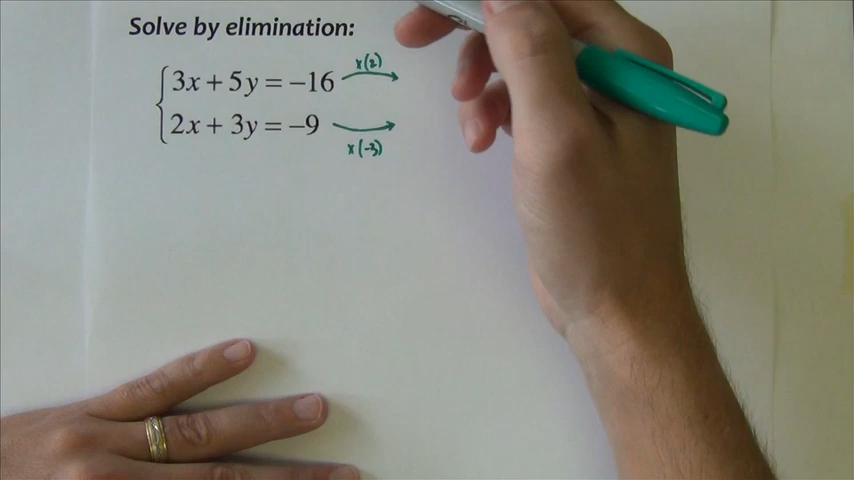 Solve by elimination:
3x + 5y = −16 x(2)
2x + 3y = −9
x(-3)